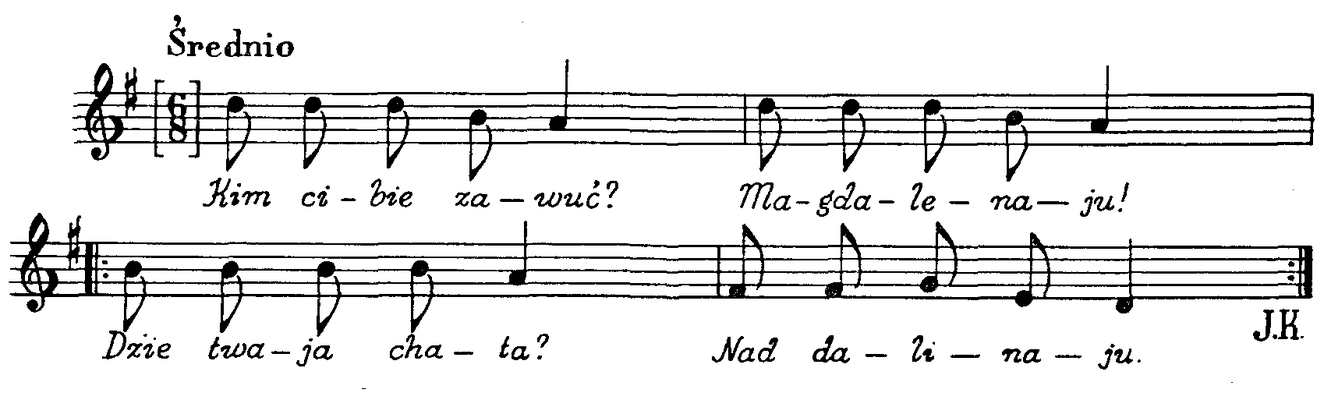 Średnio
6
8
Kim ci – bie za – wuć? Ma – gda – le – na — ju!
Dzie twa – ja cha – ta? Nad da – li — na — ju.
J.K.